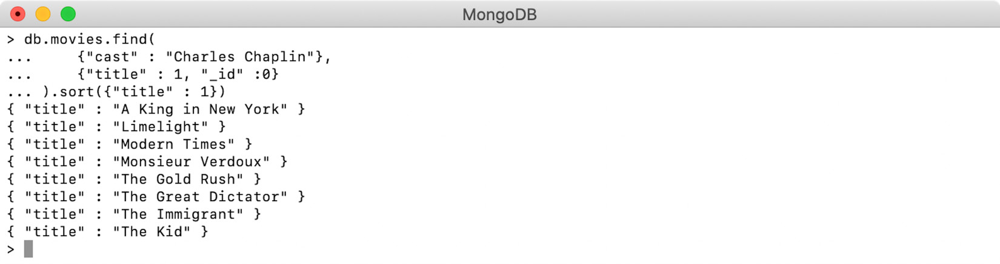 MongoDB
> db.movies.find(
...     {"cast" : "Charles Chaplin"},
...     {"title" : 1, "_id" :0}
... ).sort({"title" : 1})
{ "title" : "A King in New York" }
{ "title" : "Limelight" }
{ "title" : "Modern Times" }
{ "title" : "Monsieur Verdoux" }
{ "title" : "The Gold Rush" }
{ "title" : "The Great Dictator" }
{ "title" : "The Immigrant" }
{ "title" : "The Kid" }
>